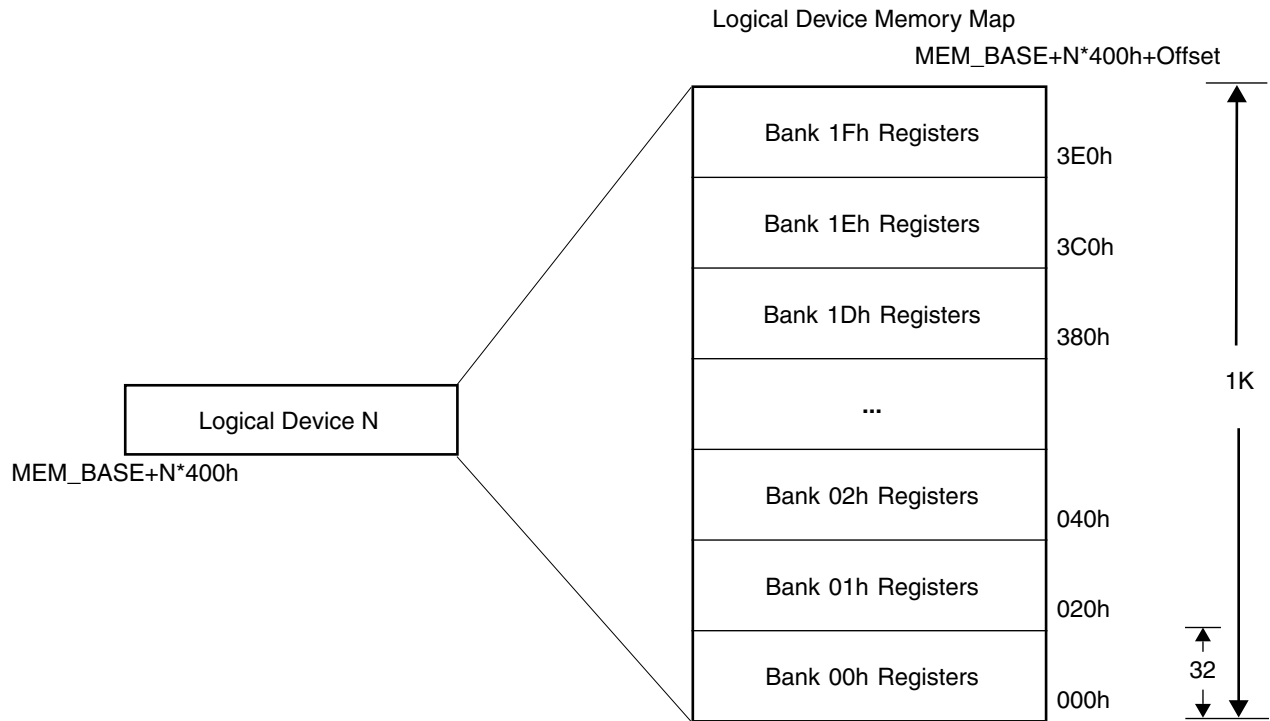 Logical Device Memory Map
MEM_BASE+N*400h+Offset
Bank 1Fh Registers
3E0h
Bank 1Eh Registers
3C0h
Bank 1Dh Registers
380h
...
1K
Logical Device N
MEM_BASE+N*400h
Bank 02h Registers
040h
Bank 01h Registers
020h
Bank 00h Registers
000h
32